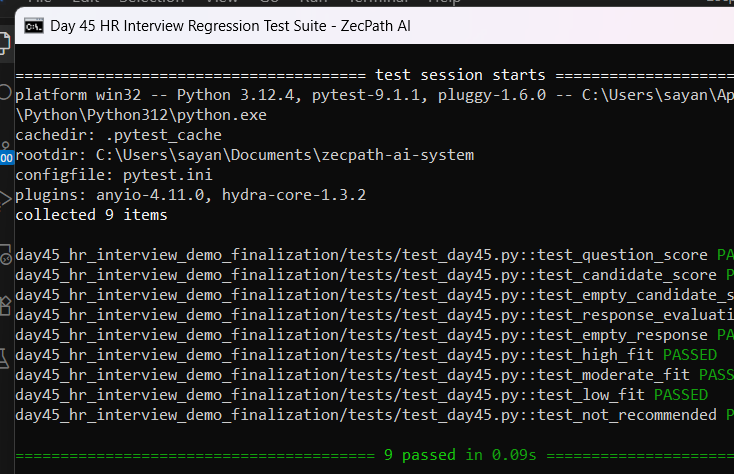 Day 45 HR Interview Regression Test Suite - ZecPath AI
===================================== test session starts ===================
platform win32 -- Python 3.12.4, pytest-9.1.1, pluggy-1.6.0 -- C:\Users\sayan\Ap
\Python\Python312\python.exe
cachedir: .pytest_cache
rootdir: C:\Users\sayan\Documents\zecpath-ai-system
configfile: pytest.ini
plugins: anyio-4.11.0, hydra-core-1.3.2
collected 9 items
day45_hr_interview_demo_finalization/tests/test_day45.py::test_question_score PA
day45_hr_interview_demo_finalization/tests/test_day45.py::test_candidate_score P
day45_hr_interview_demo_finalization/tests/test_day45.py::test_empty_candidate_s
day45_hr_interview_demo_finalization/tests/test_day45.py::test_response_evaluati
day45_hr_interview_demo_finalization/tests/test_day45.py::test_empty_response PA
day45_hr_interview_demo_finalization/tests/test_day45.py::test_high_fit PASSED
day45_hr_interview_demo_finalization/tests/test_day45.py::test_moderate_fit PASS
day45_hr_interview_demo_finalization/tests/test_day45.py::test_low_fit PASSED
day45_hr_interview_demo_finalization/tests/test_day45.py::test_not_recommended P
====================================== 9 passed in 0.09s ====================